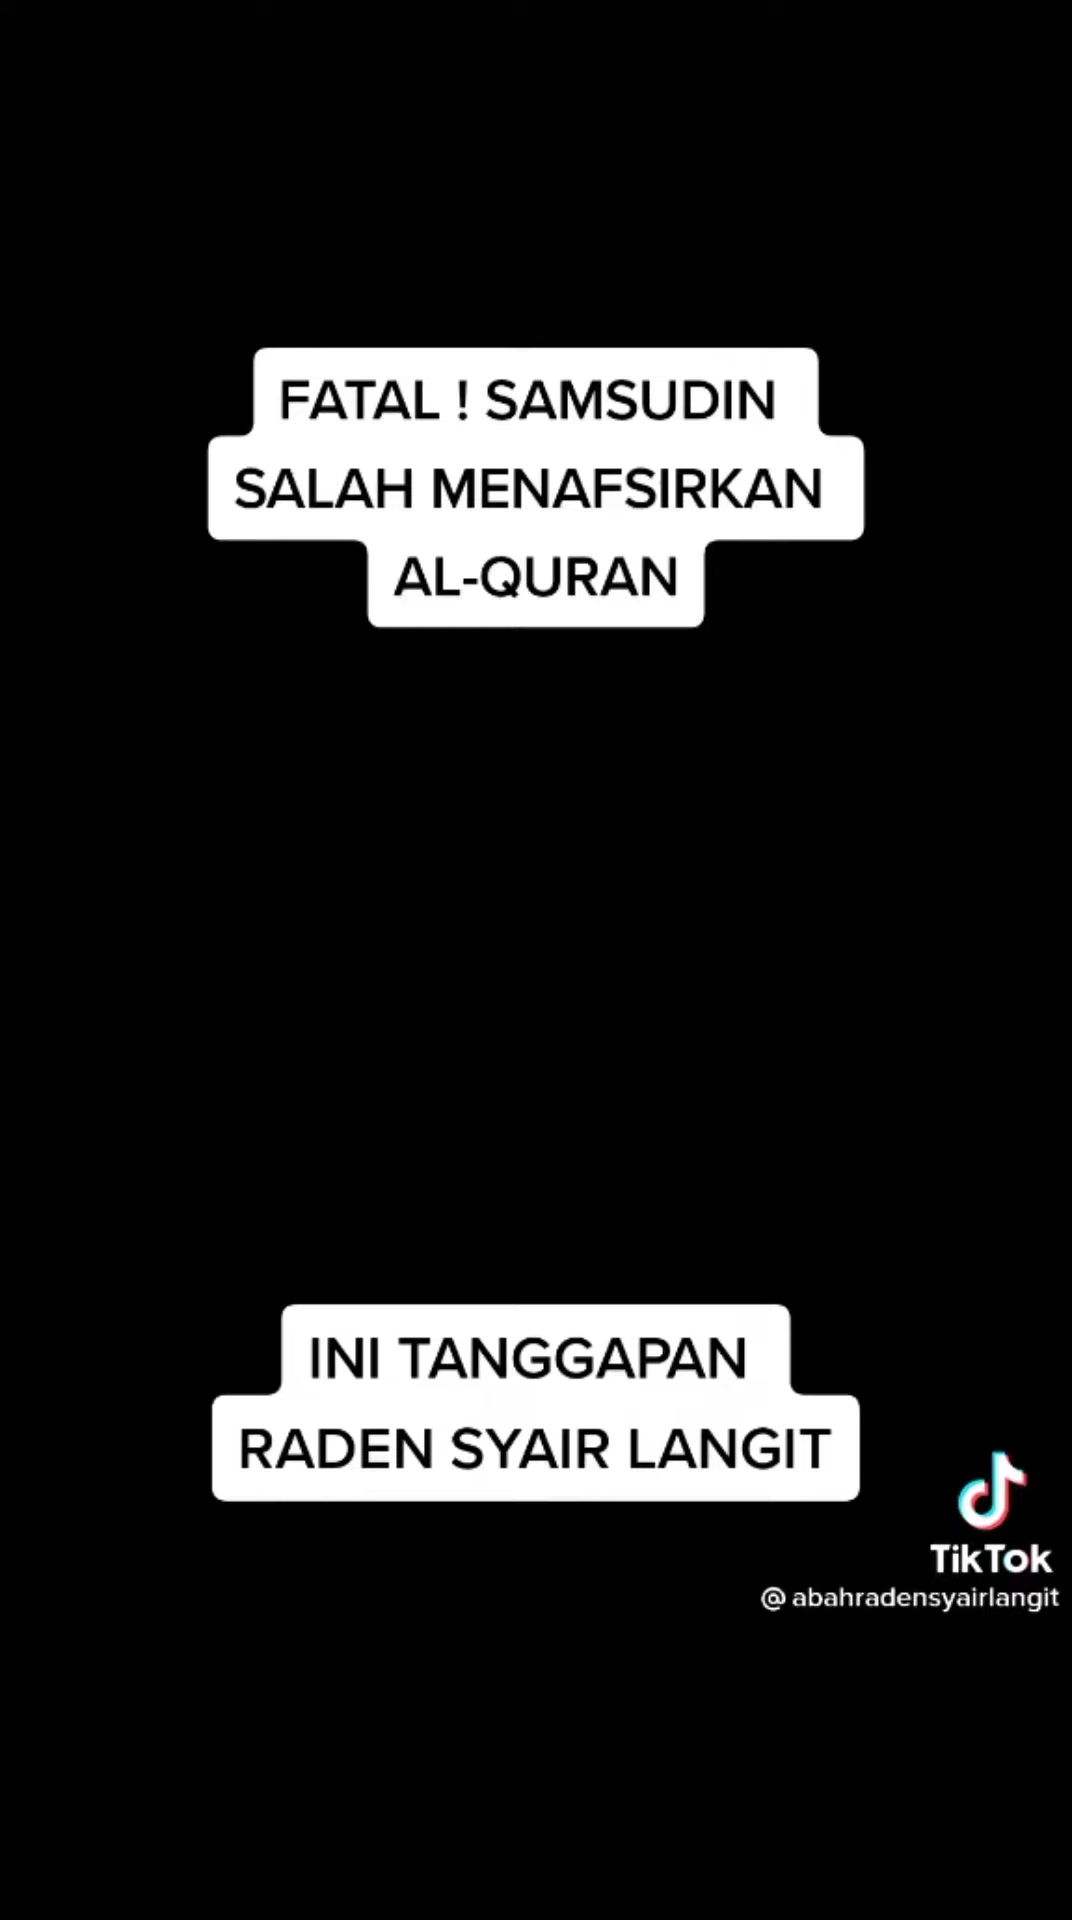 FATAL ! SAMSUDIN
SALAH MENAFSIRKAN
AL-QURAN
INI TANGGAPAN
RADEN SYAIR LANGIT
TikTok
@ abahradensyairlangit